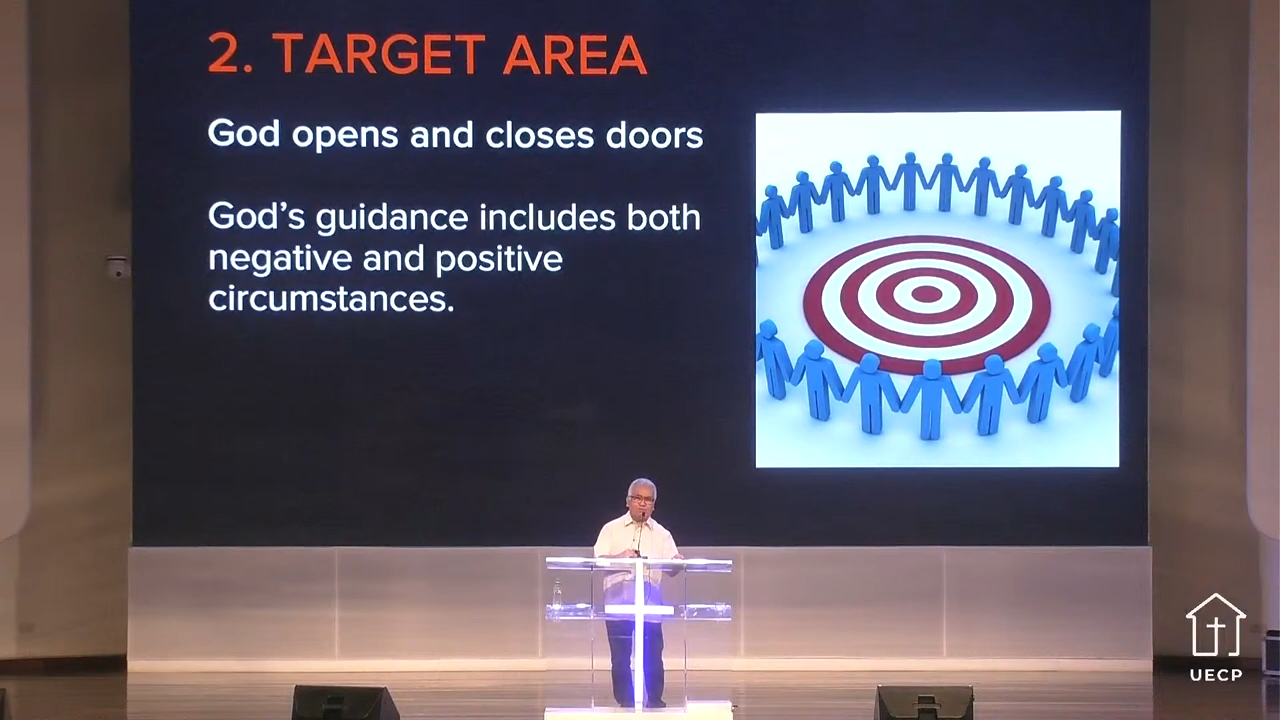 2. TARGET AREA
God opens and closes doors
God’s guidance includes both
negative and positive
circumstances.
UECP